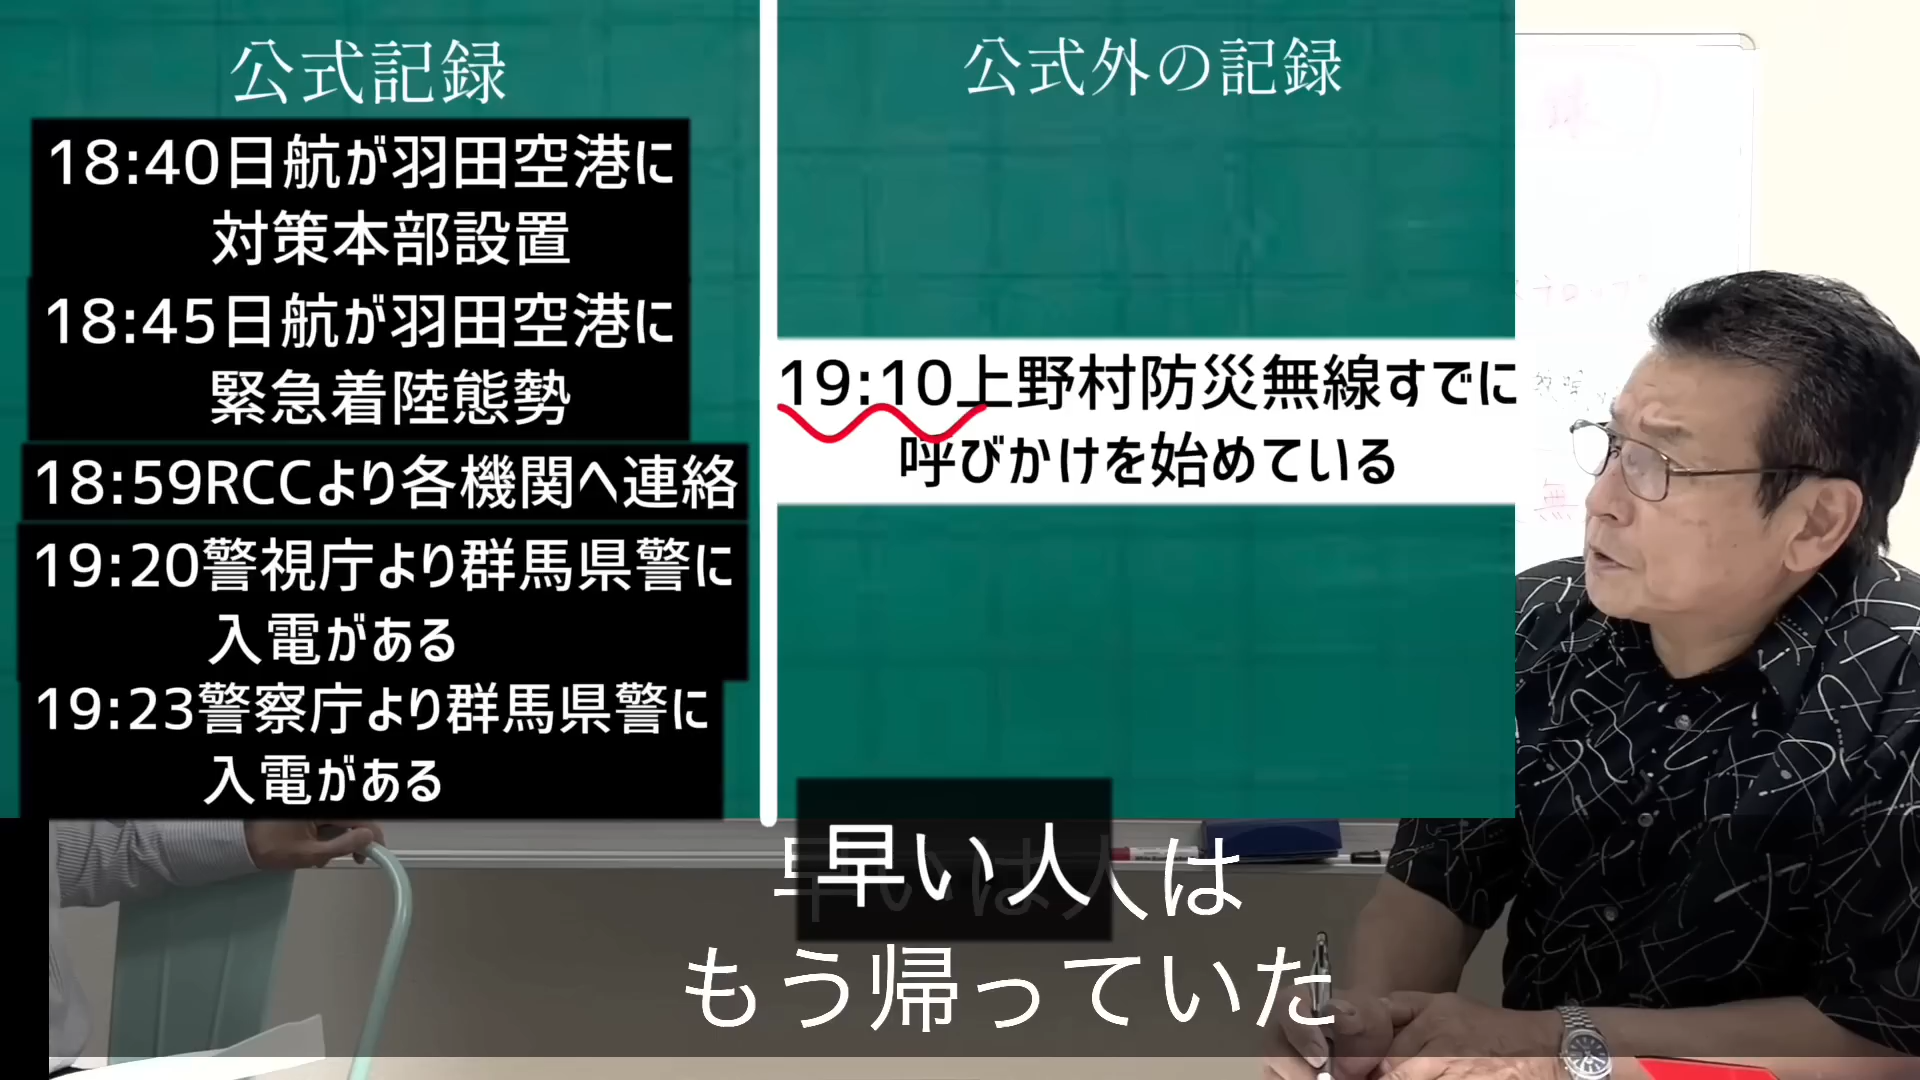 公式記録
18:40日航が羽田空港に
対策本部設置
18:45日航が羽田空港に
緊急着陸態勢
18:59RCCより各機関へ連絡
19:20警視庁より群馬県警に
入電がある
19:23警察庁より群馬県警に
入電がある
公式外の記録
19:10上野村防災無線すでに
呼びかけを始めている
早い人は
もう帰っていた